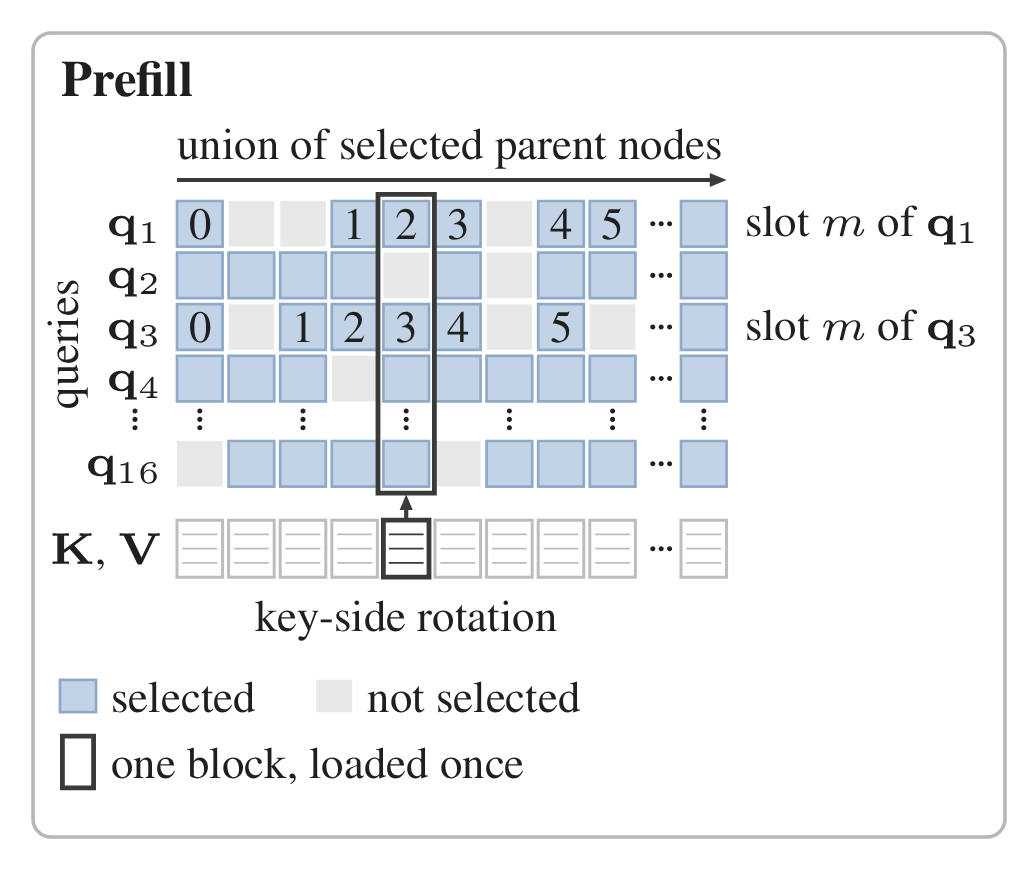 Prefill
union of selected parent nodes
q1 0 1 2 3 4 5 ... slot m of q1
q2 ...
q3 0 1 2 3 4 5 ... slot m of q3
q4 ...
queries
⋮ ⋮ ⋮ ⋮ ⋮ ⋮ ⋮
q16 ...
K, V ...
key-side rotation
selected not selected
one block, loaded once